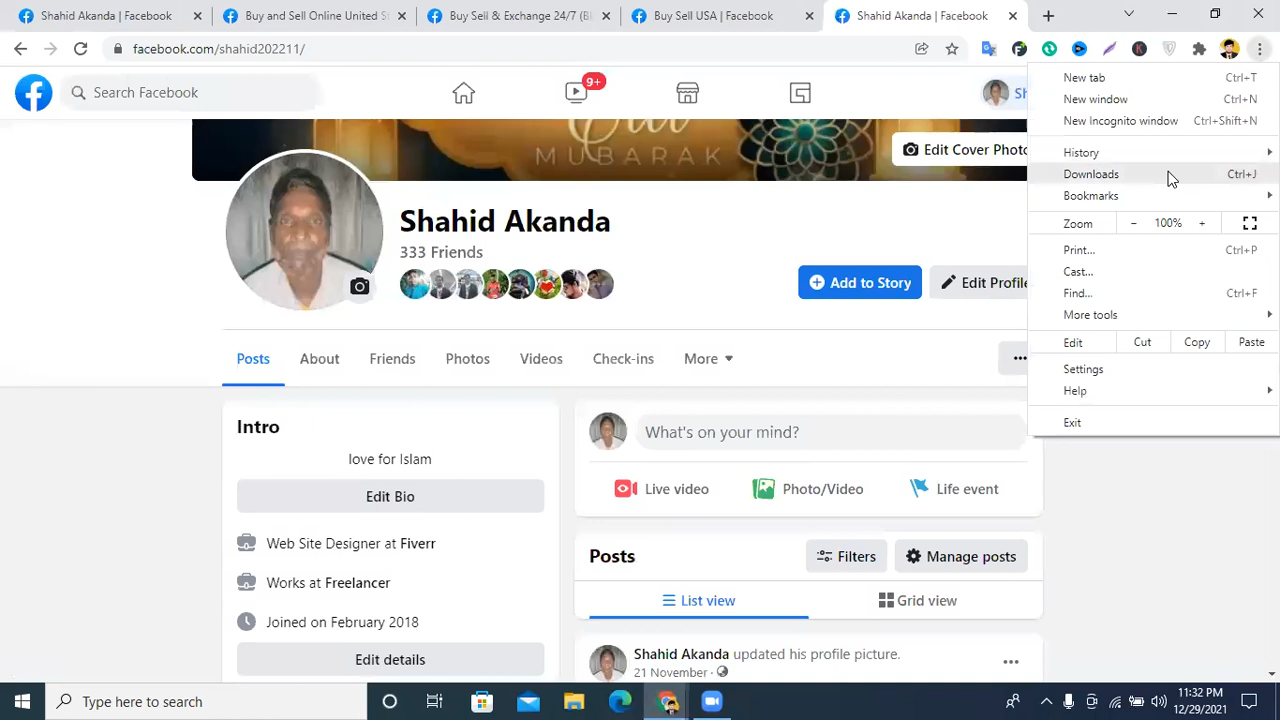 Shahid Akanda | Facebook
Buy and Sell Online United S
Buy Sell & Exchange 24/7 (B
Buy Sell USA | Facebook
Shahid Akanda | Facebook
facebook.com/shahid202211/
Search Facebook
9+
Sh
New tab Ctrl+T
New window Ctrl+N
New Incognito window Ctrl+Shift+N
History
Downloads Ctrl+J
Bookmarks
Zoom - 100% +
Print... Ctrl+P
Cast...
Find... Ctrl+F
More tools
Edit Cut Copy Paste
Settings
Help
Exit
MUBARAK
Edit Cover Photo
Shahid Akanda
333 Friends
Add to Story
Edit Profile
Posts About Friends Photos Videos Check-ins More
Intro
love for Islam
Edit Bio
Web Site Designer at Fiverr
Works at Freelancer
Joined on February 2018
Edit details
What's on your mind?
Live video Photo/Video Life event
Posts Filters Manage posts
List view Grid view
Shahid Akanda updated his profile picture.
21 November ·
Type here to search
11:32 PM
12/29/2021